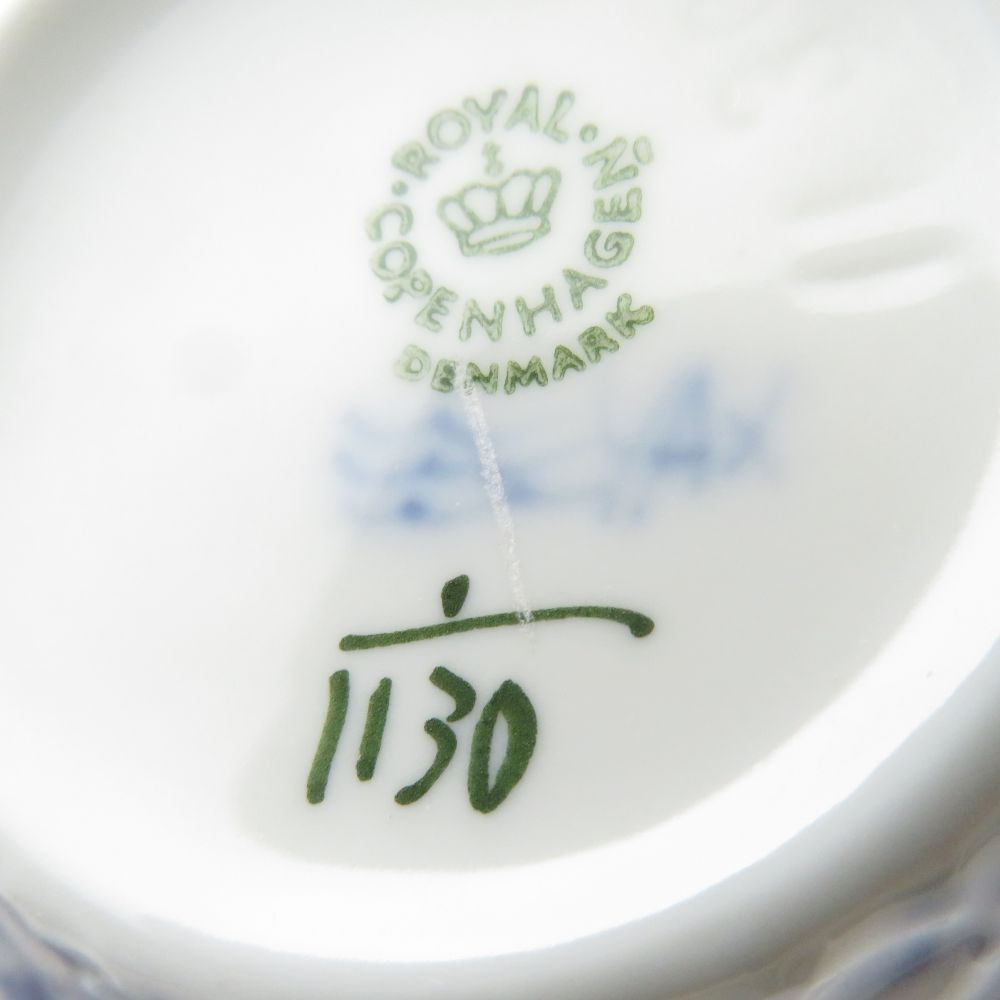 ROYAL · COPENHAGEN
DENMARK
1130